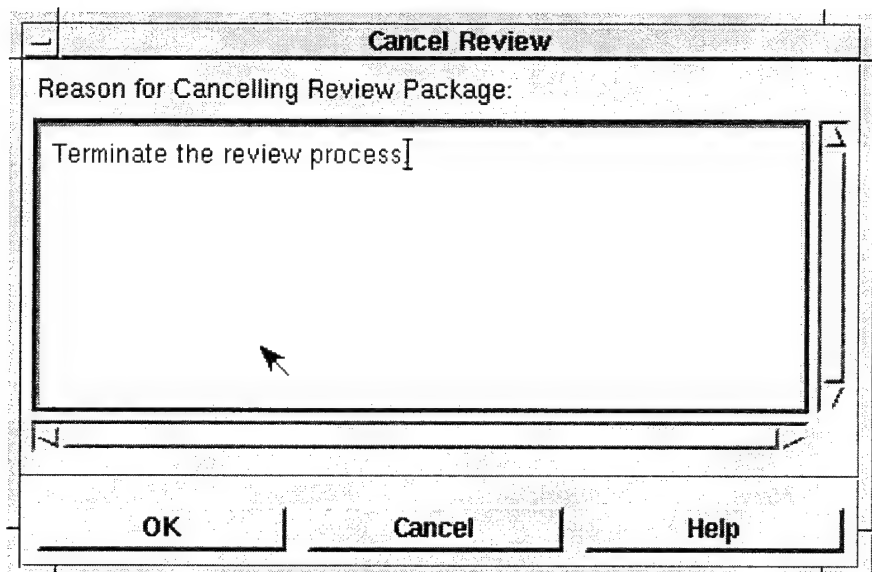 Cancel Review
Reason for Cancelling Review Package:
Terminate the review process
OK Cancel Help